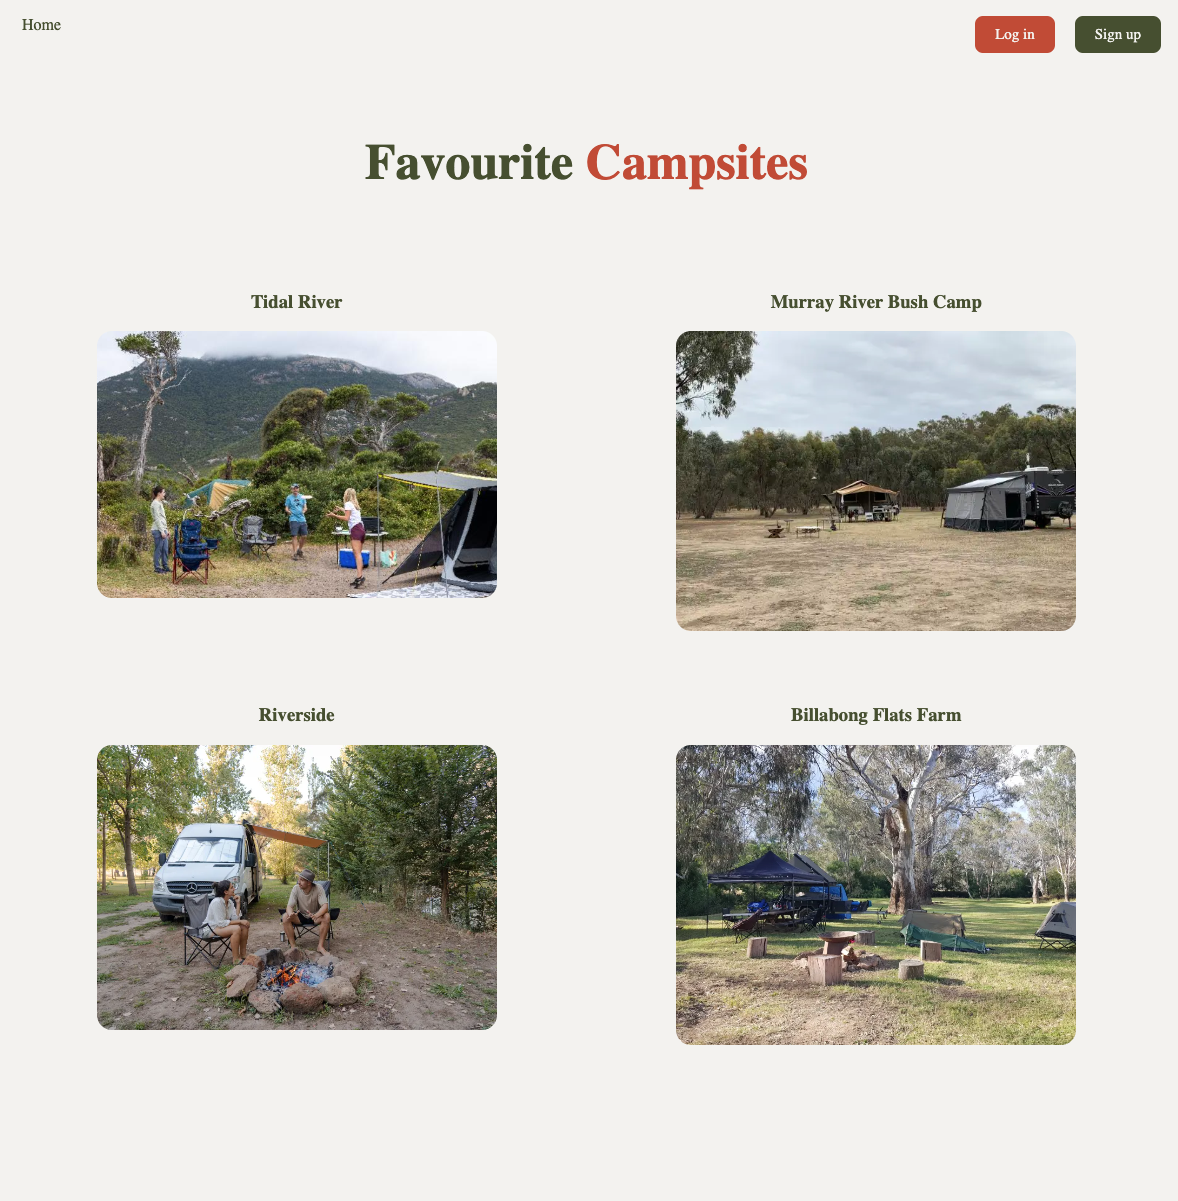 Home
Log in
Sign up
Favourite Campsites
Tidal River
Murray River Bush Camp
Riverside
Billabong Flats Farm